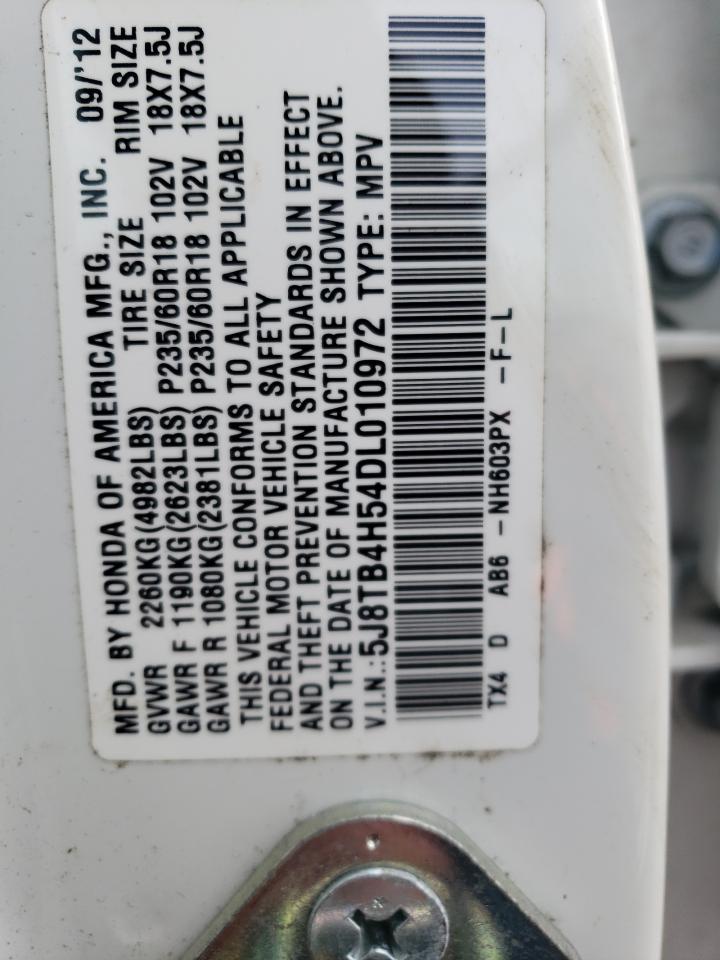 MFD. BY HONDA OF AMERICA MFG., INC. 09/'12
GVWR 2260KG(4982LBS) TIRE SIZE RIM SIZE
GAWR F 1190KG(2623LBS) P235/60R18 102V 18X7.5J
GAWR R 1080KG(2381LBS) P235/60R18 102V 18X7.5J
THIS VEHICLE CONFORMS TO ALL APPLICABLE
FEDERAL MOTOR VEHICLE SAFETY
AND THEFT PREVENTION STANDARDS IN EFFECT
ON THE DATE OF MANUFACTURE SHOWN ABOVE.
V.I.N.:5J8TB4H54DL010972 TYPE: MPV
TX4 D AB6 -NH603PX -F-L